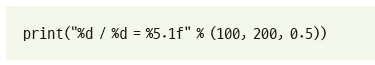 print("%d / %d = %5.1f" % (100, 200, 0.5))